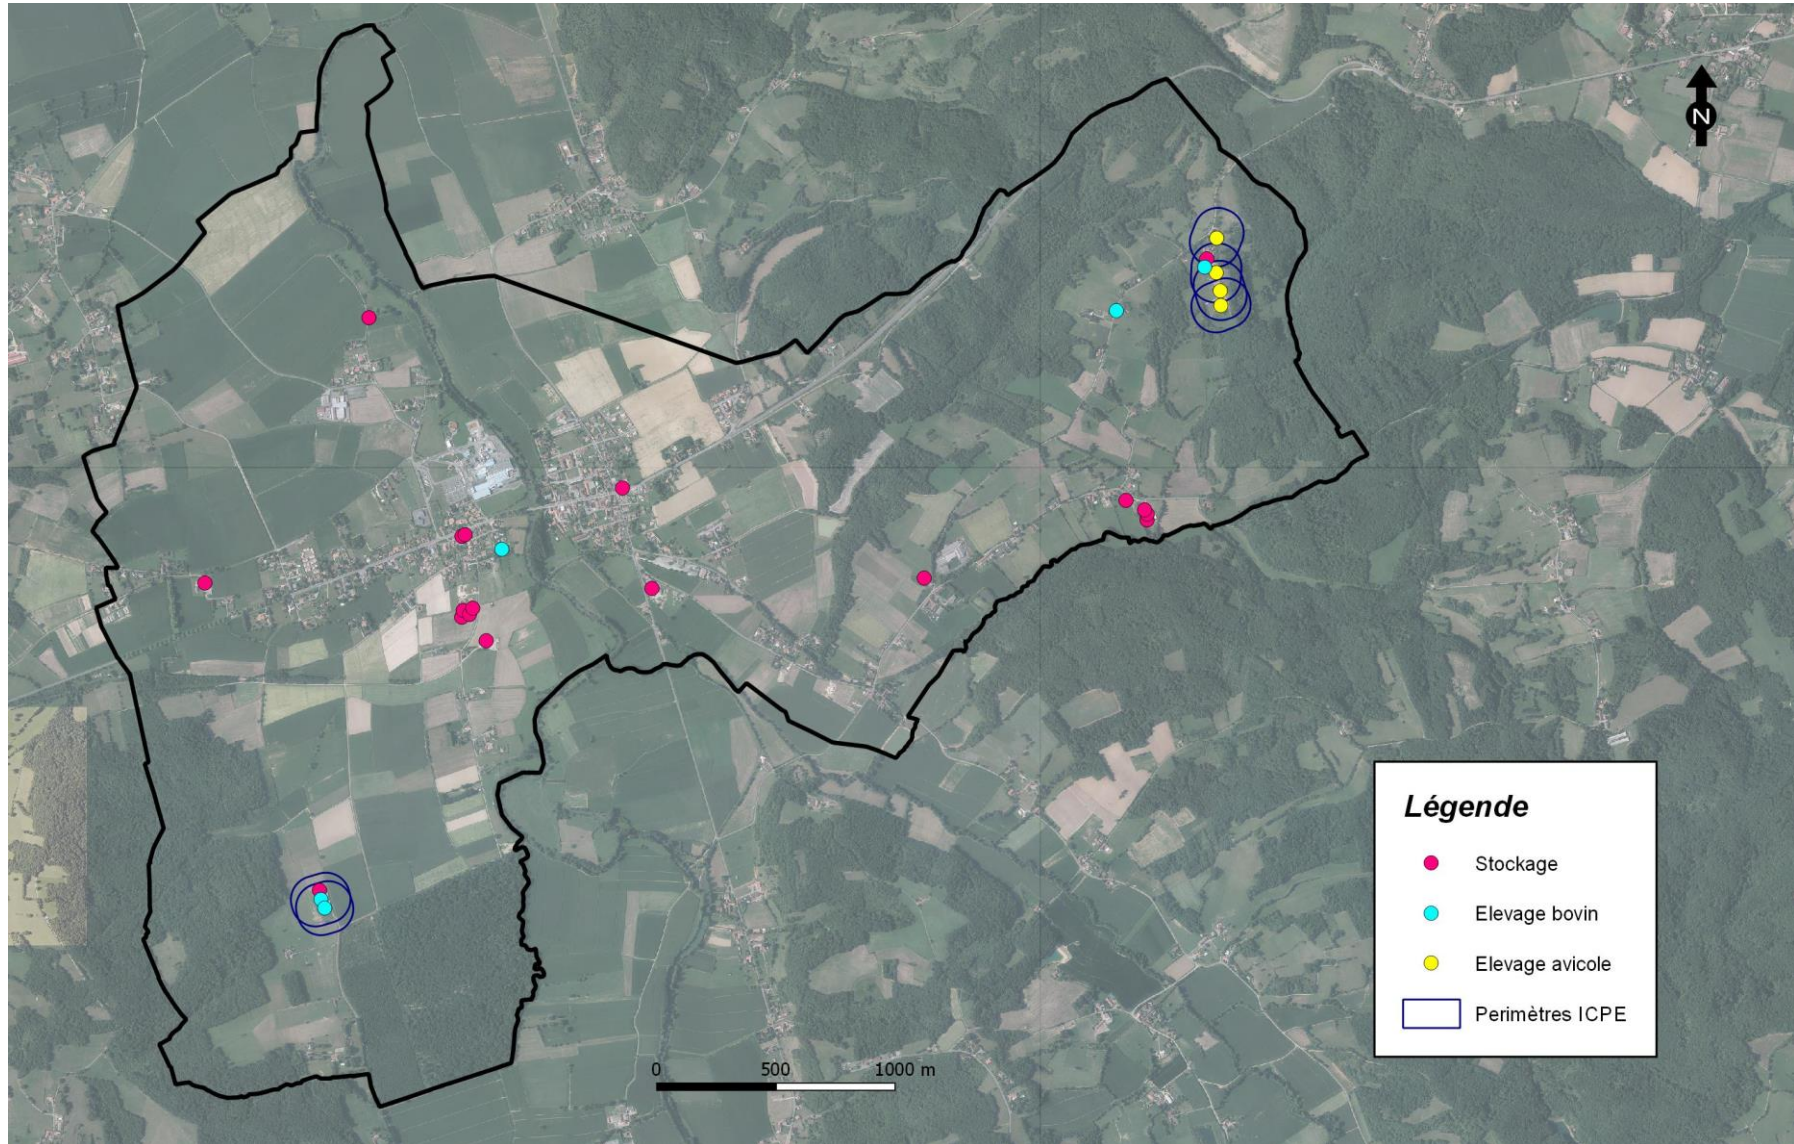 N
Légende
Stockage
Elevage bovin
Elevage avicole
Perimètres ICPE
0 500 1000 m